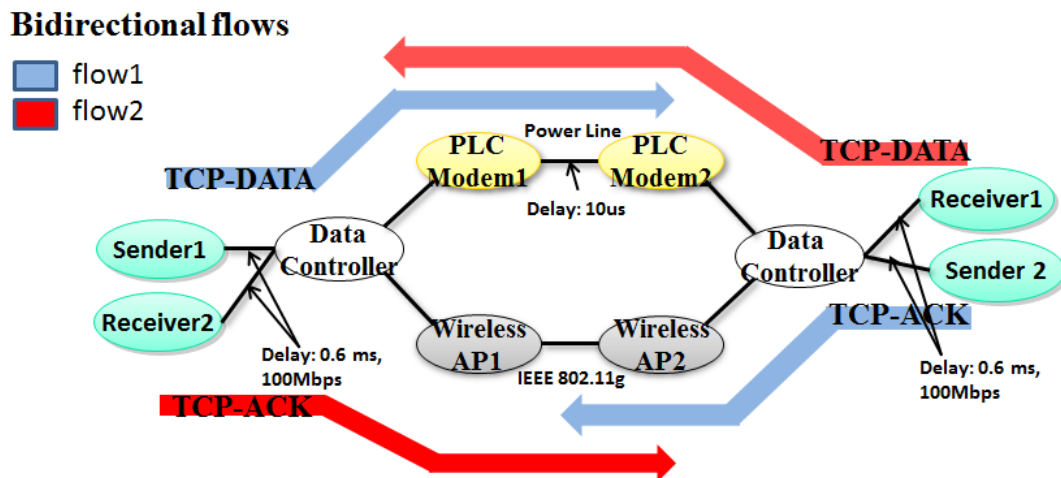 Bidirectional flows
flow1
flow2
TCP-DATA
TCP-DATA
Power Line
PLC
Modem1
PLC
Modem2
Delay: 10us
Sender1
Receiver2
Data
Controller
Data
Controller
Receiver1
Sender 2
Delay: 0.6 ms,
100Mbps
Wireless
AP1
Wireless
AP2
IEEE 802.11g
TCP-ACK
Delay: 0.6 ms,
100Mbps
TCP-ACK